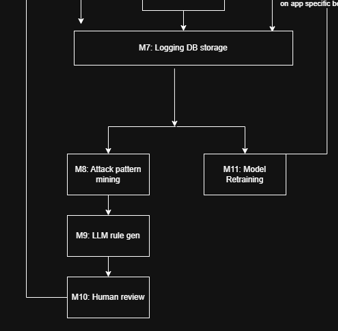 on app specific be
M7: Logging DB storage
M8: Attack pattern
mining
M11: Model
Retraining
M9: LLM rule gen
M10: Human review